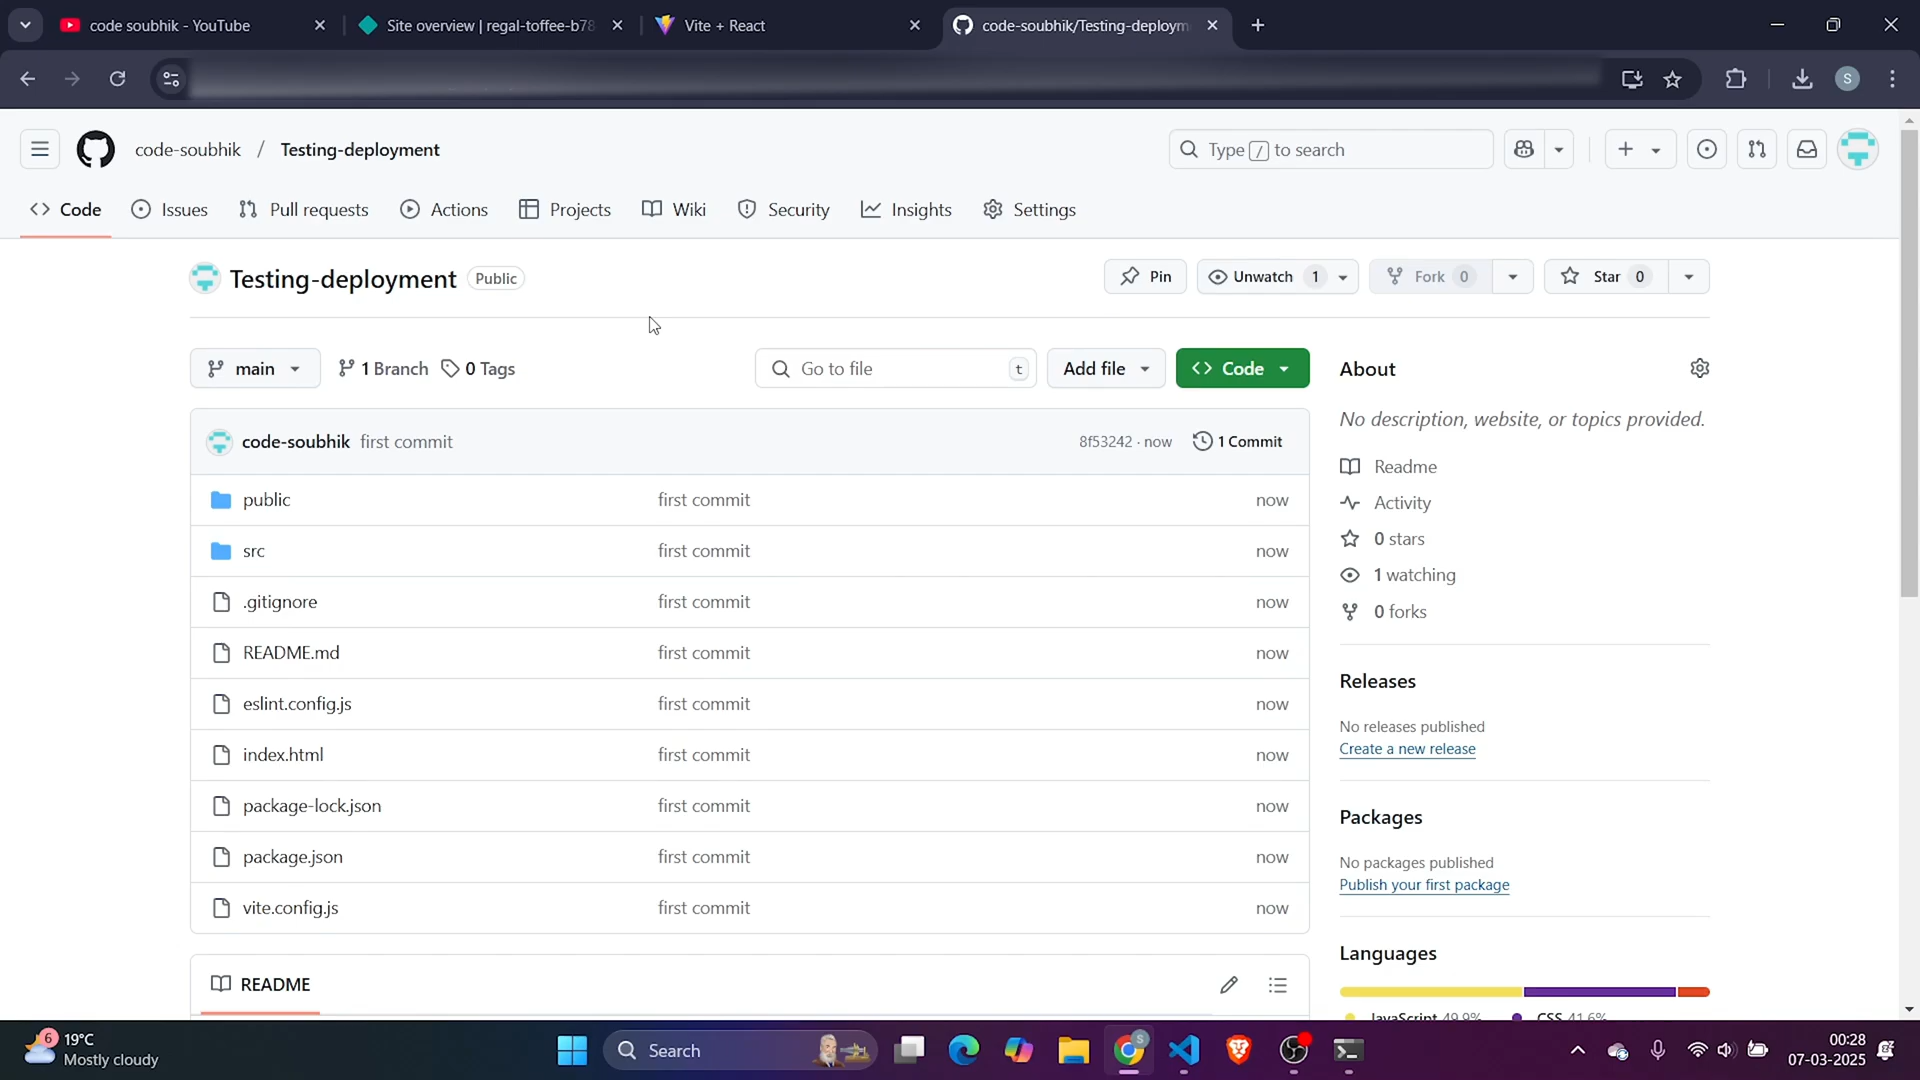 code soubhik - YouTube
Site overview | regal-toffee-b78
Vite + React
code-soubhik/Testing-deploym
S
code-soubhik / Testing-deployment
Type / to search
Code
Issues
Pull requests
Actions
Projects
Wiki
Security
Insights
Settings
Testing-deployment
Public
Pin
Unwatch 1
Fork 0
Star 0
main
1 Branch
0 Tags
Go to file
t
Add file
Code
About
No description, website, or topics provided.
code-soubhik first commit
8f53242 · now
1 Commit
public first commit now
src first commit now
.gitignore first commit now
README.md first commit now
eslint.config.js first commit now
index.html first commit now
package-lock.json first commit now
package.json first commit now
vite.config.js first commit now
README
Readme
Activity
0 stars
1 watching
0 forks
Releases
No releases published
Create a new release
Packages
No packages published
Publish your first package
Languages
JavaScript 49.9%
CSS 41.6%
6
19°C
Mostly cloudy
Search
S
00:28
07-03-2025